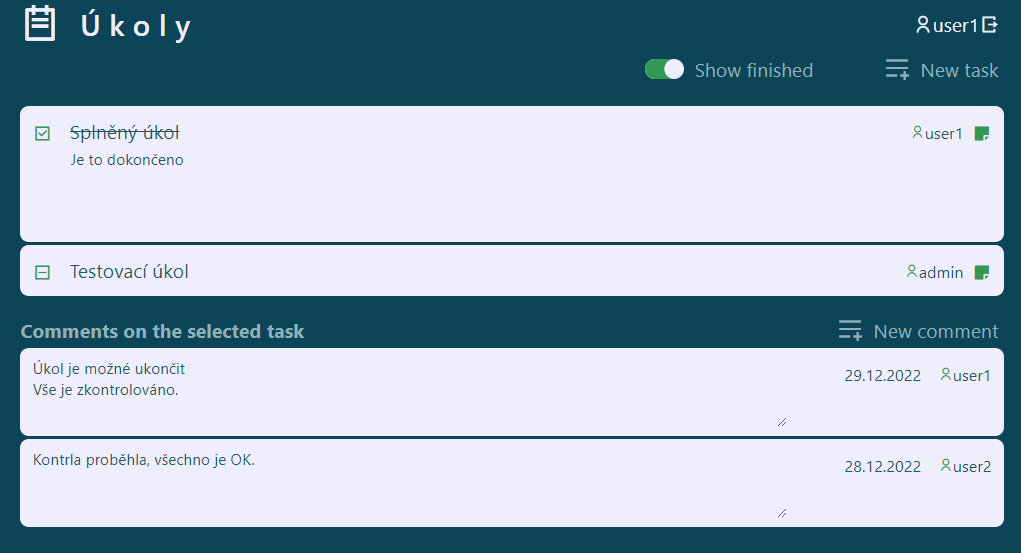 Úkoly
user1
Show finished
New task
Splněný úkol
user1
Je to dokončeno
Testovací úkol
admin
Comments on the selected task
New comment
Úkol je možné ukončit
Vše je zkontrolováno.
29.12.2022
user1
Kontrla proběhla, všechno je OK.
28.12.2022
user2